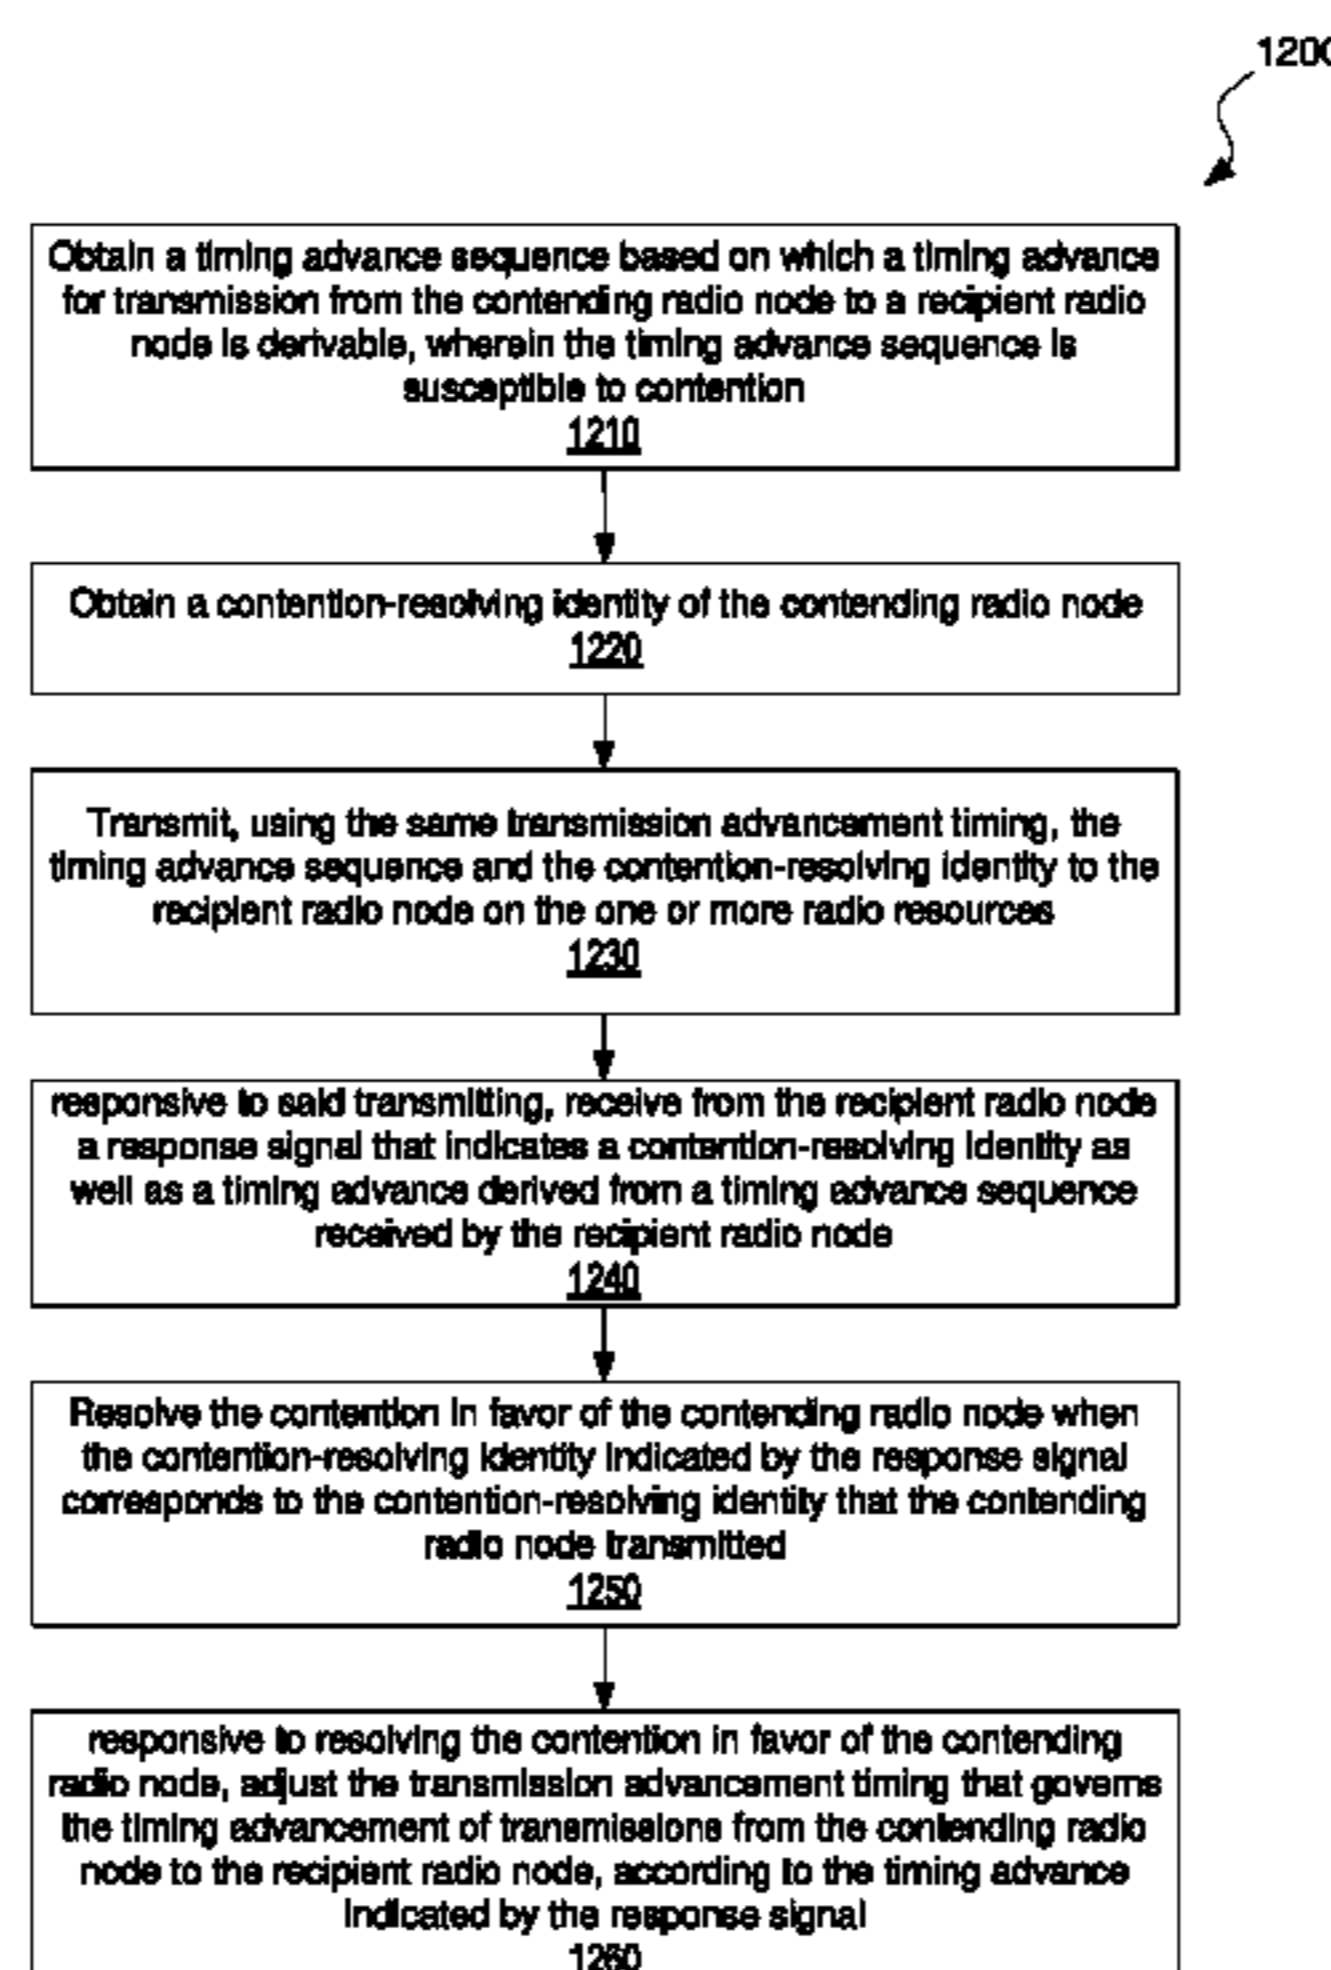 1200
Obtain a timing advance sequence based on which a timing advance
for transmission from the contending radio node to a recipient radio
node is derivable, wherein the timing advance sequence is
susceptible to contention
1210
Obtain a contention-resolving identity of the contending radio node
1220
Transmit, using the same transmission advancement timing, the
timing advance sequence and the contention-resolving identity to the
recipient radio node on the one or more radio resources
1230
responsive to said transmitting, receive from the recipient radio node
a response signal that indicates a contention-resolving identity as
well as a timing advance derived from a timing advance sequence
received by the recipient radio node
1240
Resolve the contention in favor of the contending radio node when
the contention-resolving identity indicated by the response signal
corresponds to the contention-resolving identity that the contending
radio node transmitted
1250
responsive to resolving the contention in favor of the contending
radio node, adjust the transmission advancement timing that governs
the timing advancement of transmissions from the contending radio
node to the recipient radio node, according to the timing advance
indicated by the response signal
1260